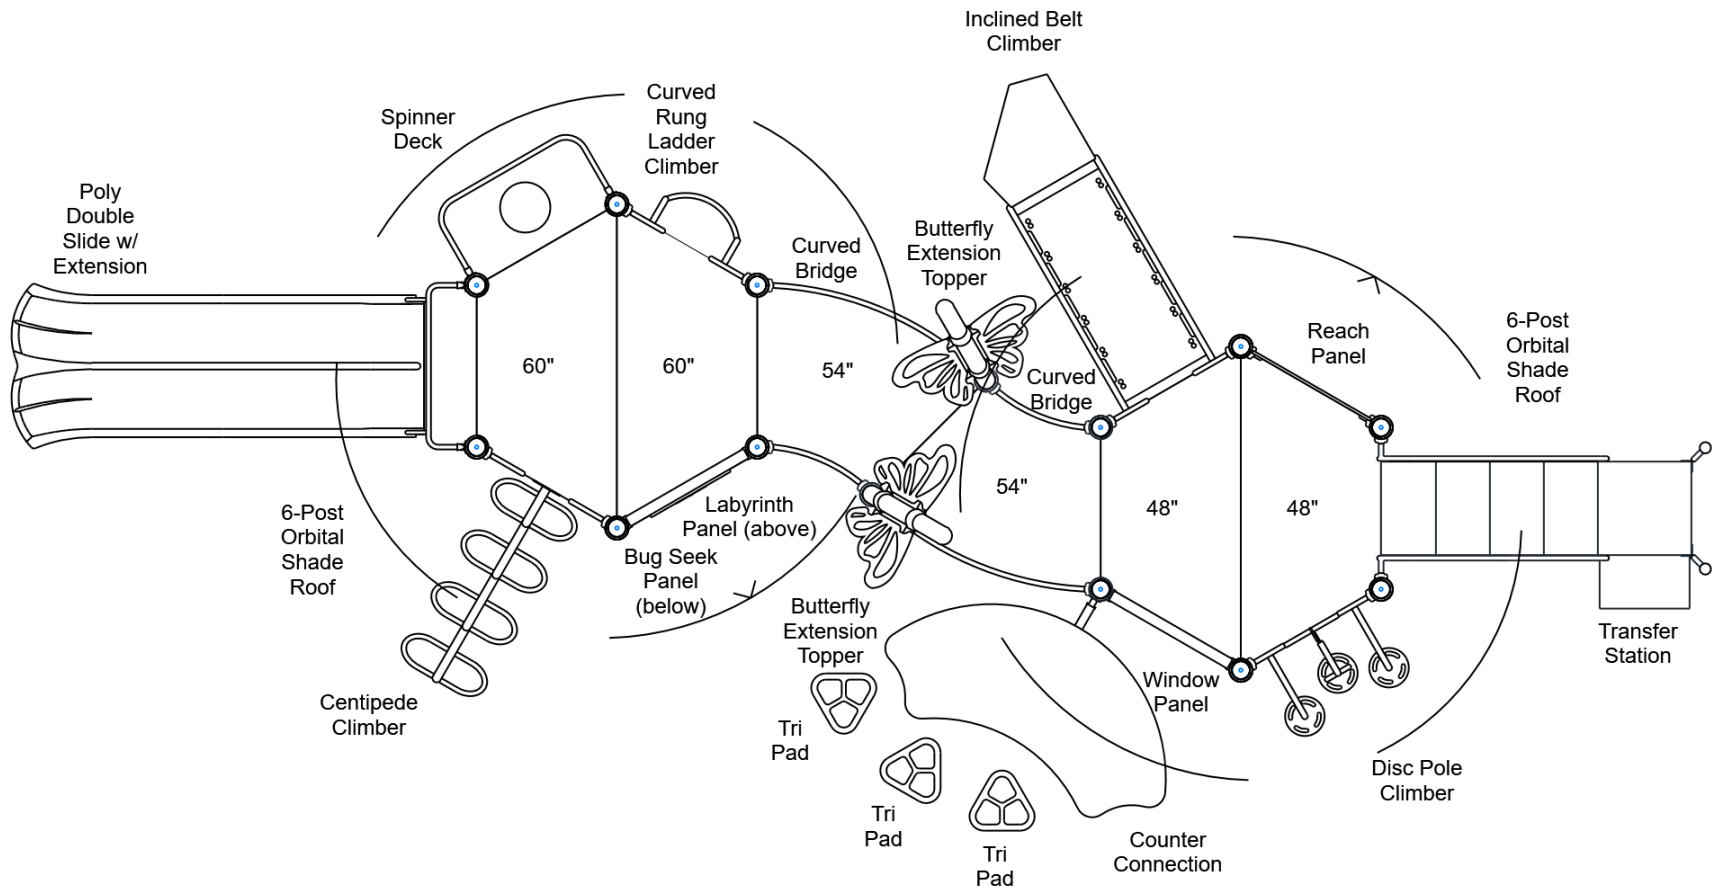 Inclined Belt
Climber
Curved
Rung
Ladder
Climber
Spinner
Deck
Poly
Double
Slide w/
Extension
Curved
Bridge
Butterfly
Extension
Topper
Reach
Panel
6-Post
Orbital
Shade
Roof
60"
60"
54"
Curved
Bridge
54"
48"
48"
6-Post
Orbital
Shade
Roof
Labyrinth
Panel (above)
Bug Seek
Panel
(below)
Butterfly
Extension
Topper
Transfer
Station
Centipede
Climber
Window
Panel
Tri
Pad
Tri
Pad
Tri
Pad
Disc Pole
Climber
Counter
Connection